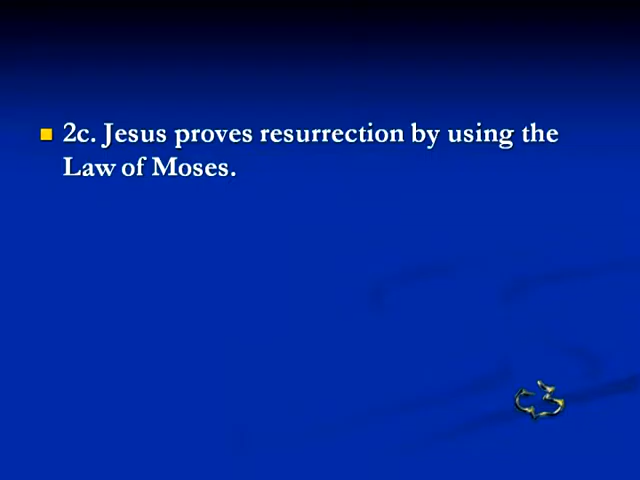 2c. Jesus proves resurrection by using the
Law of Moses.